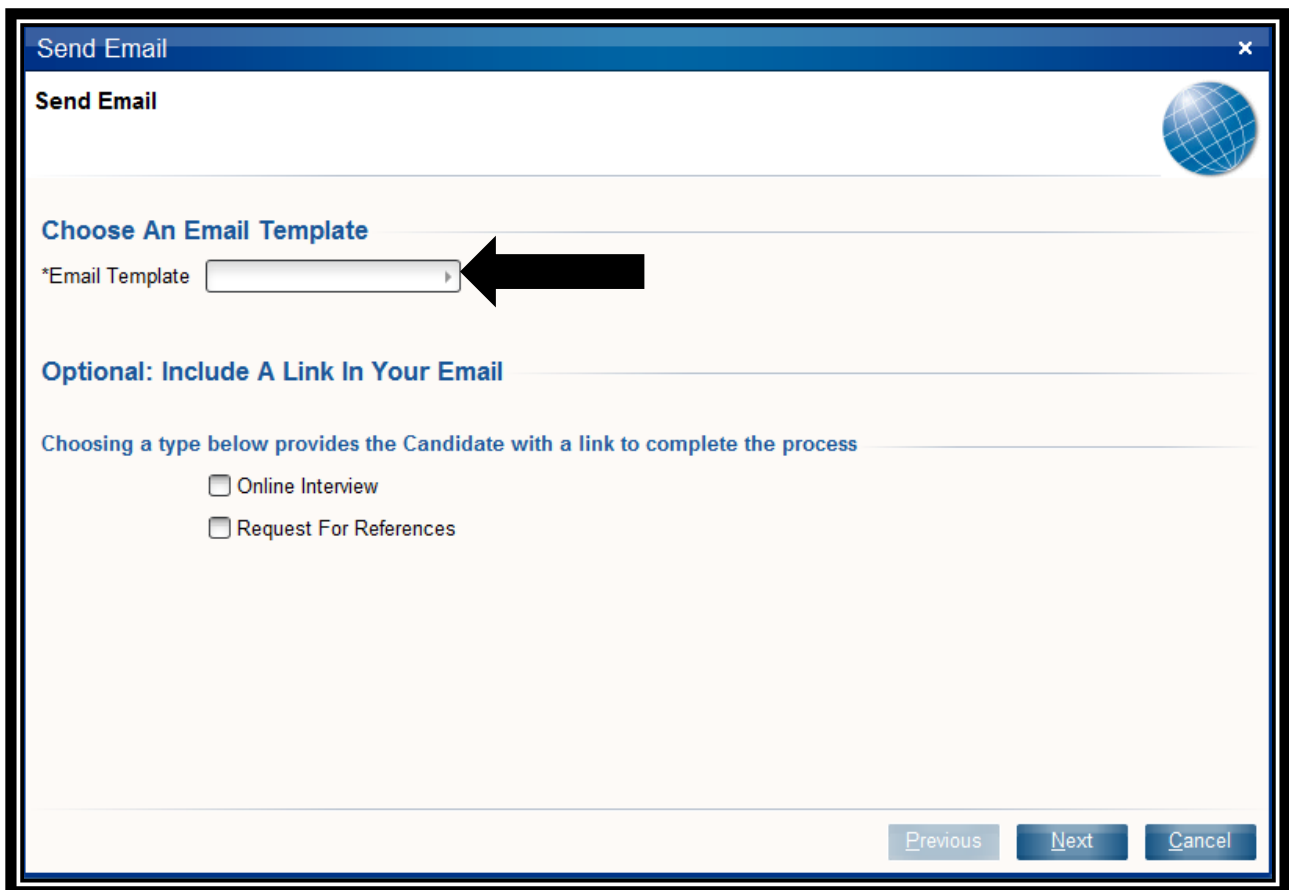 Send Email
Send Email
Choose An Email Template
*Email Template
Optional: Include A Link In Your Email
Choosing a type below provides the Candidate with a link to complete the process
Online Interview
Request For References
Previous Next Cancel